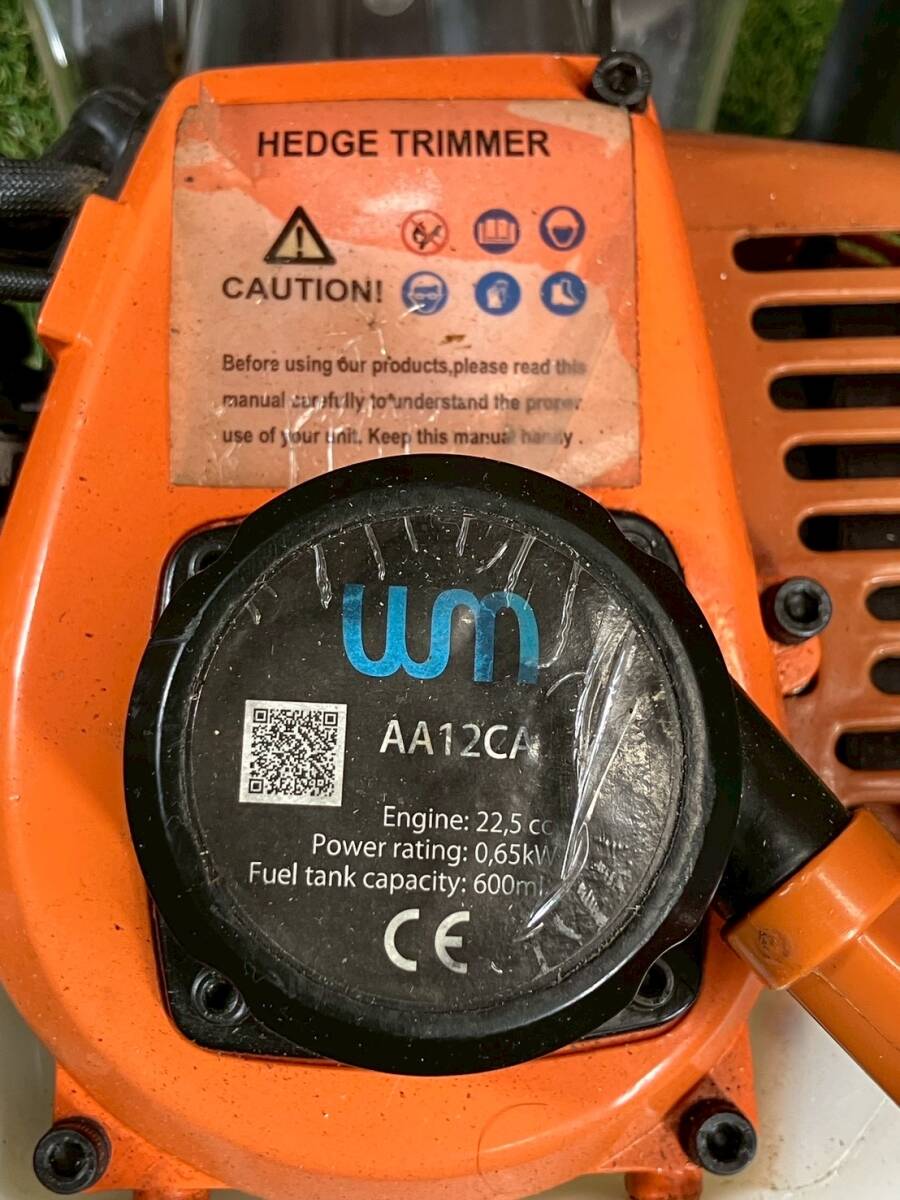 HEDGE TRIMMER
CAUTION!
Before using our products,please read this
manual carefully to understand the proper
use of your unit. Keep this manual handy .
wm
AA12CA
Engine: 22,5 cc
Power rating: 0,65kW
Fuel tank capacity: 600ml
CE